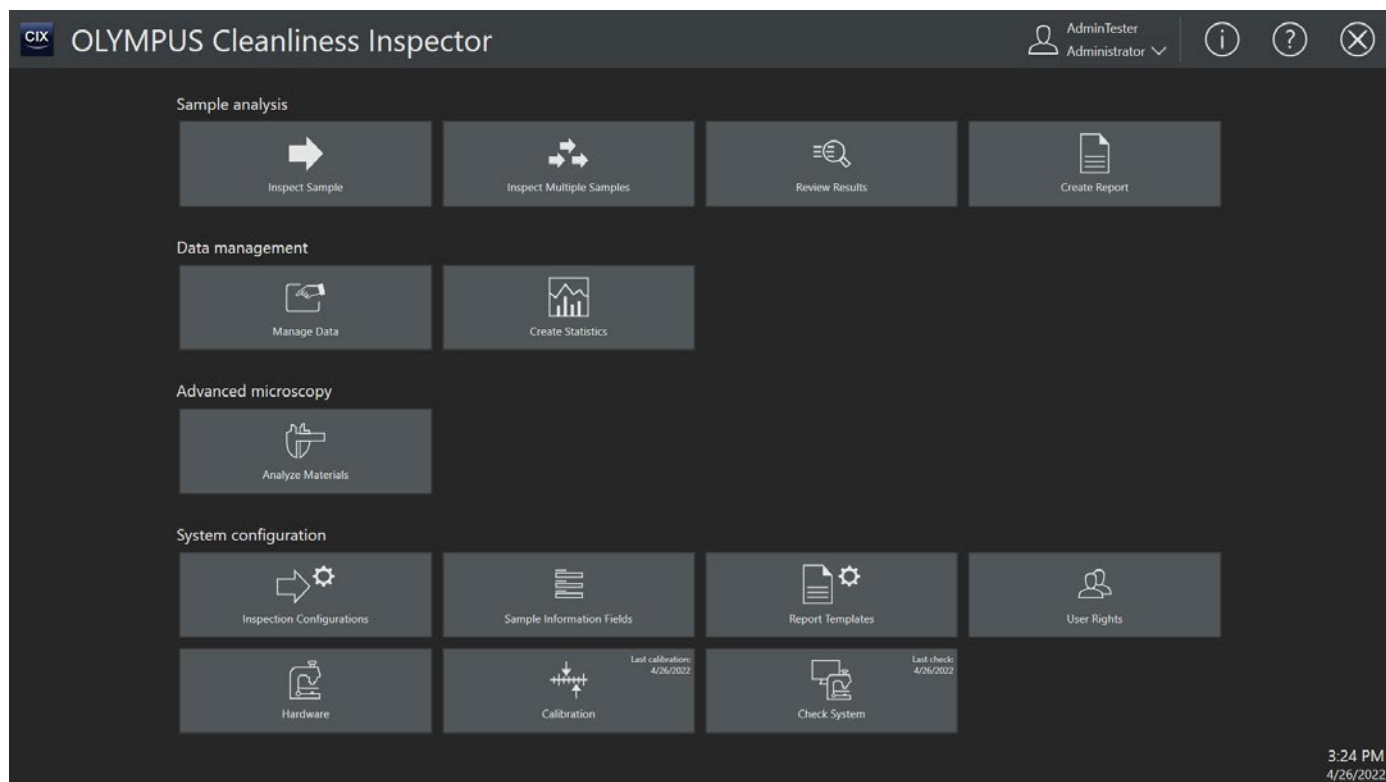 CIX
OLYMPUS Cleanliness Inspector
AdminTester
Administrator
i
?
Sample analysis
Inspect Sample
Inspect Multiple Samples
Review Results
Create Report
Data management
Manage Data
Create Statistics
Advanced microscopy
Analyze Materials
System configuration
Inspection Configurations
Sample Information Fields
Report Templates
User Rights
Hardware
Last calibration:
4/26/2022
Calibration
Last check:
4/26/2022
Check System
3:24 PM
4/26/2022